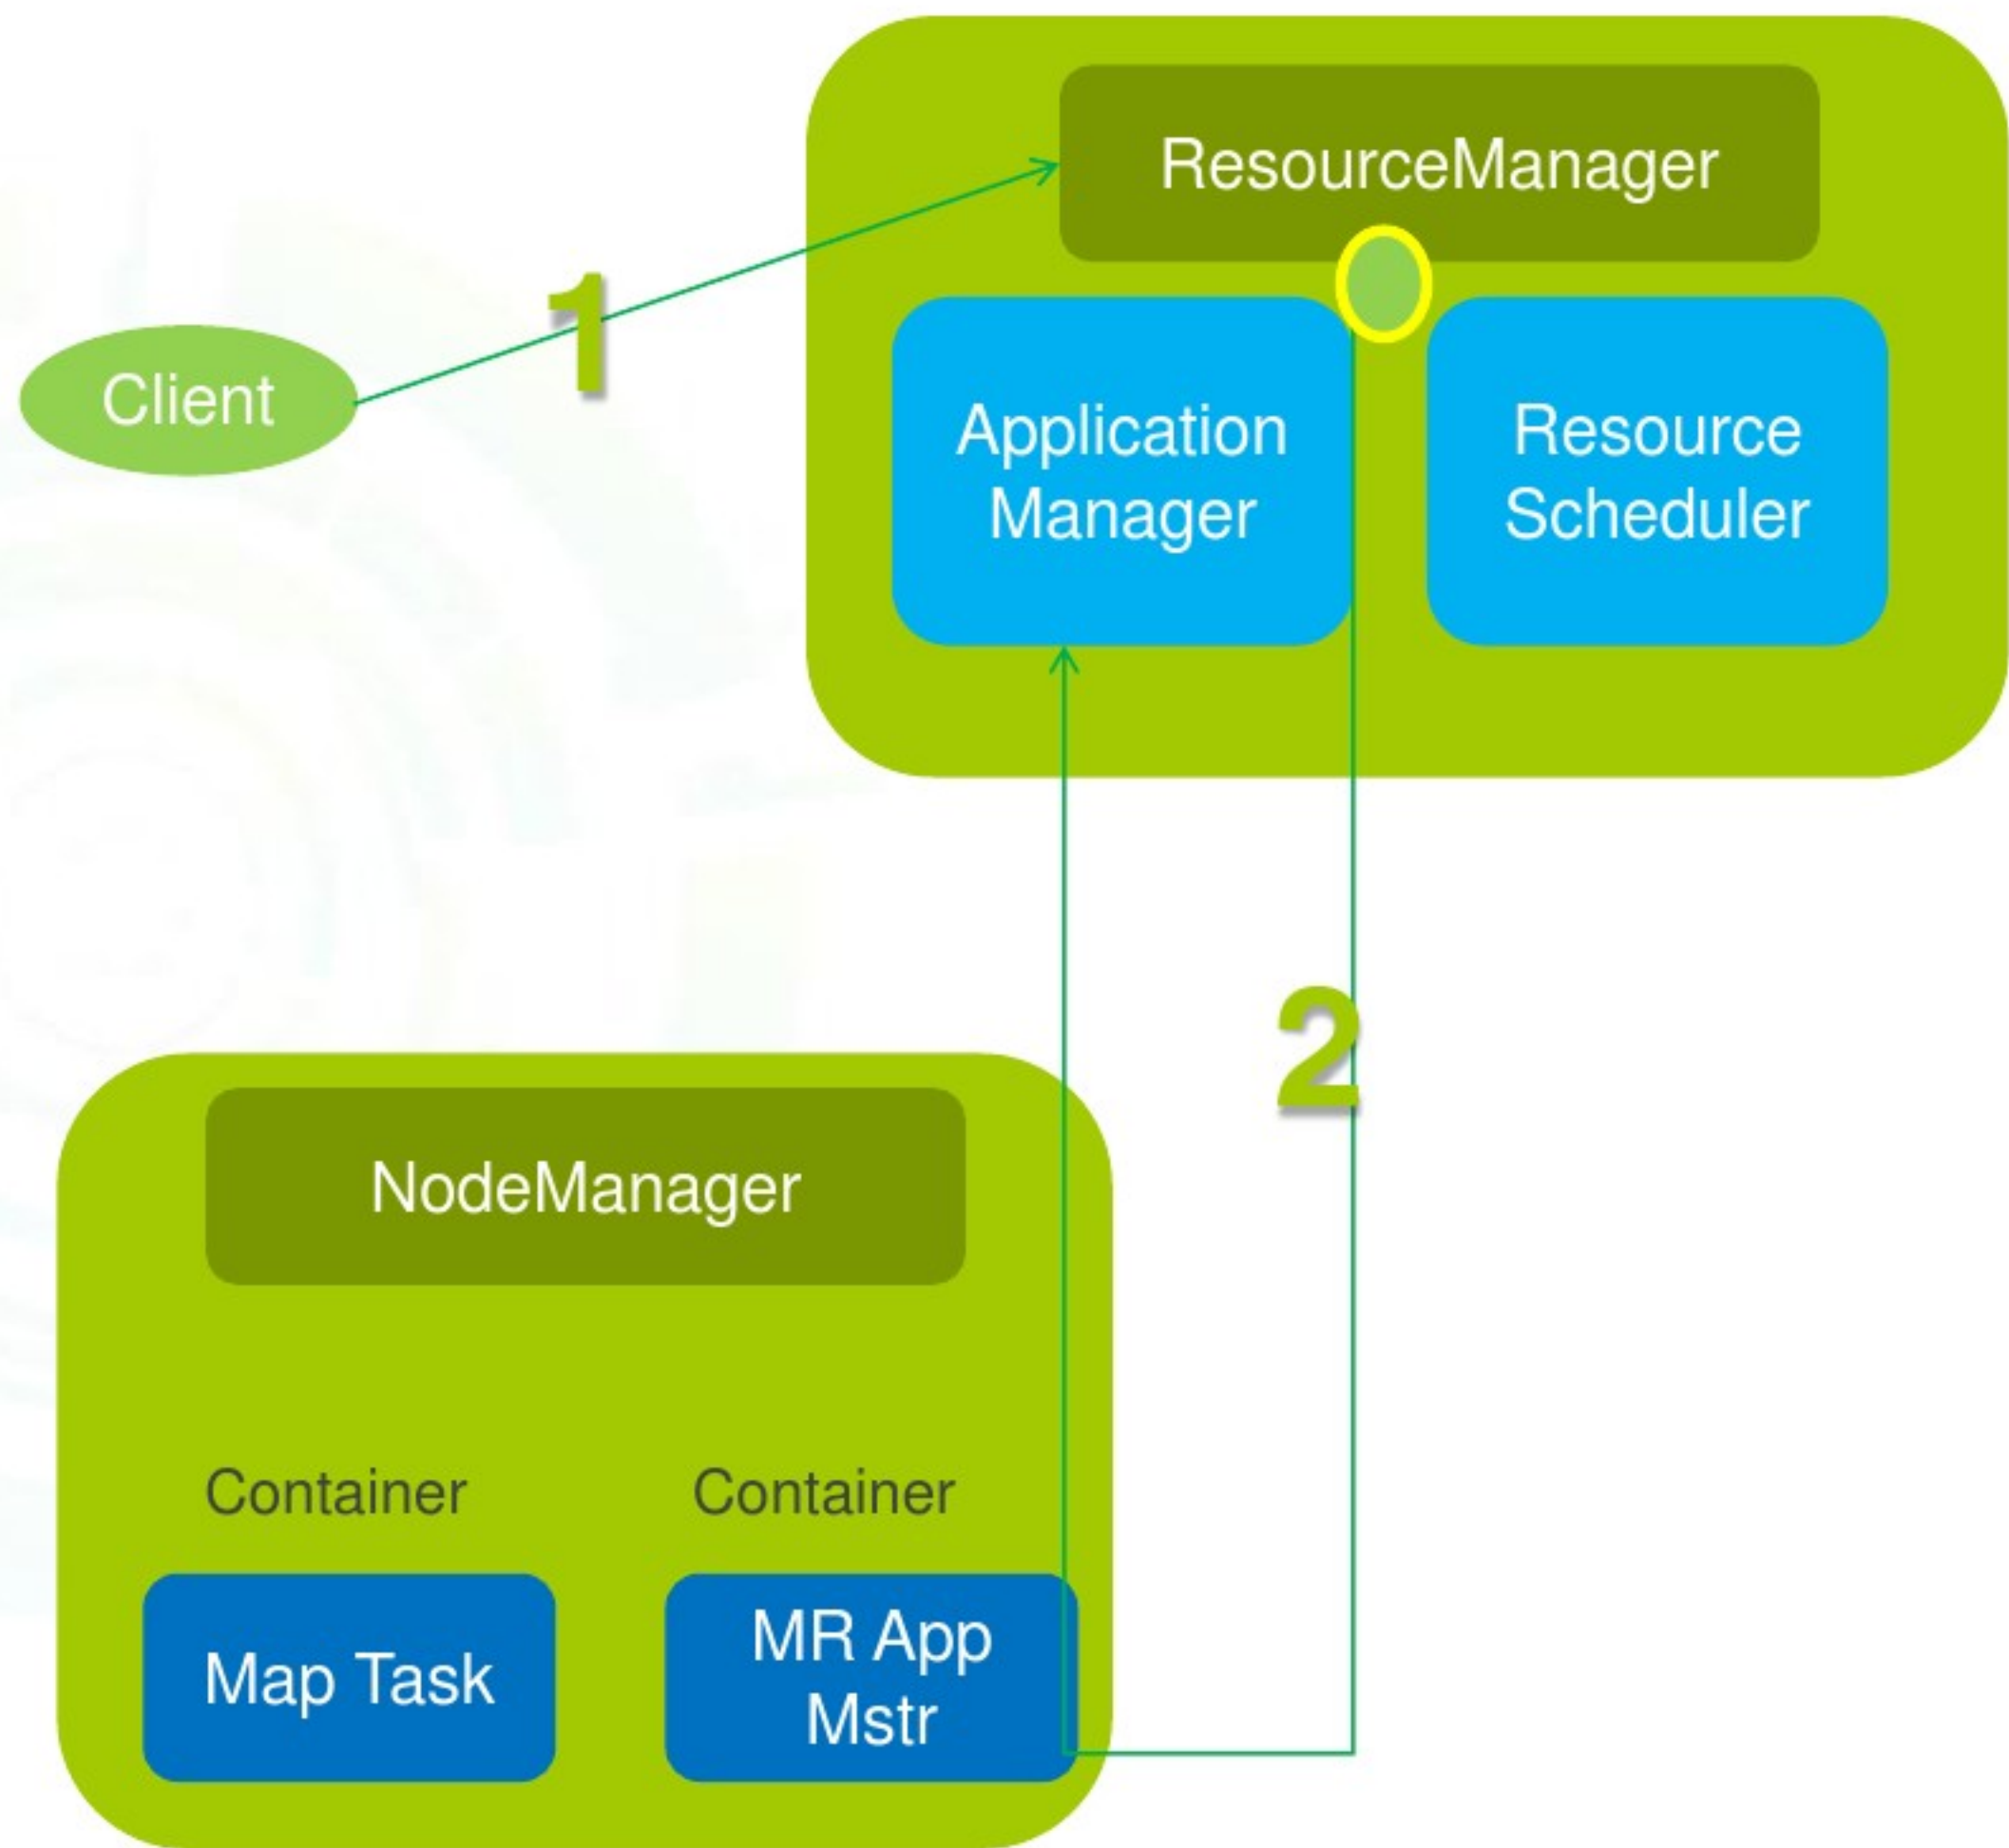 ResourceManager
1
Client
Application
Manager
Resource
Scheduler
2
NodeManager
Container
Container
Map Task
MR App
Mstr